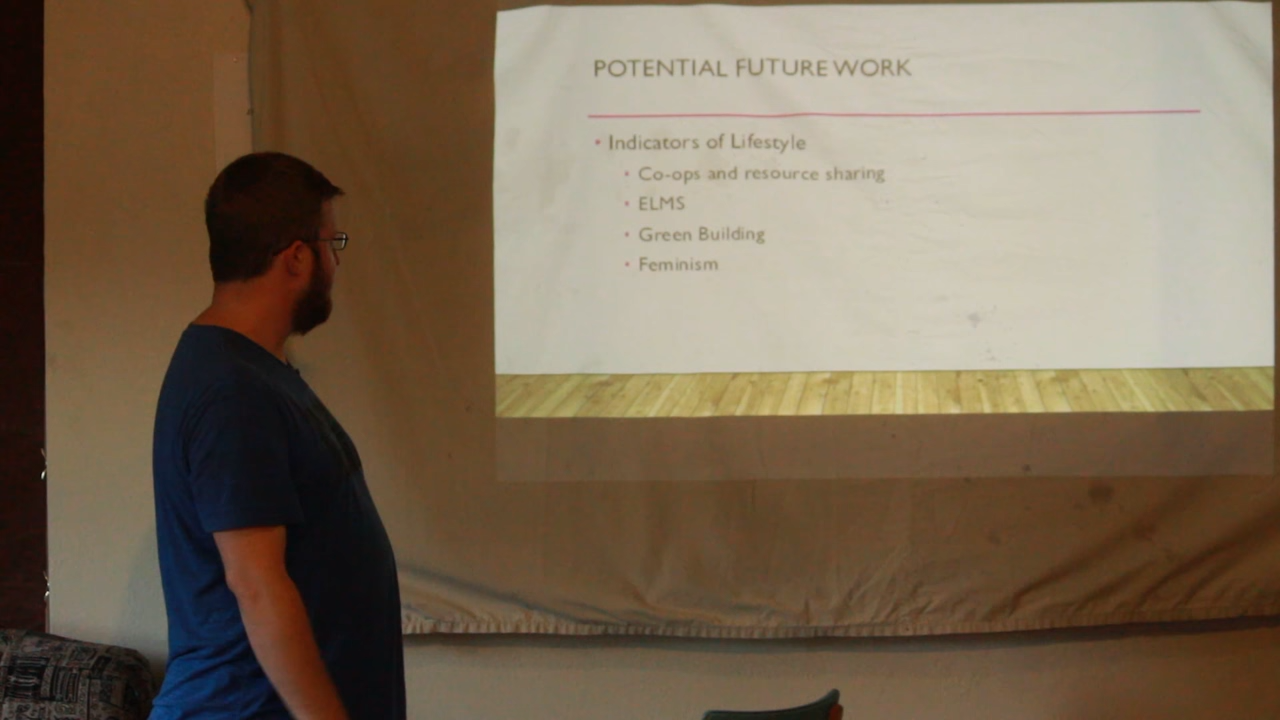 POTENTIAL FUTURE WORK
• Indicators of Lifestyle
• Co-ops and resource sharing
• ELMS
• Green Building
• Feminism